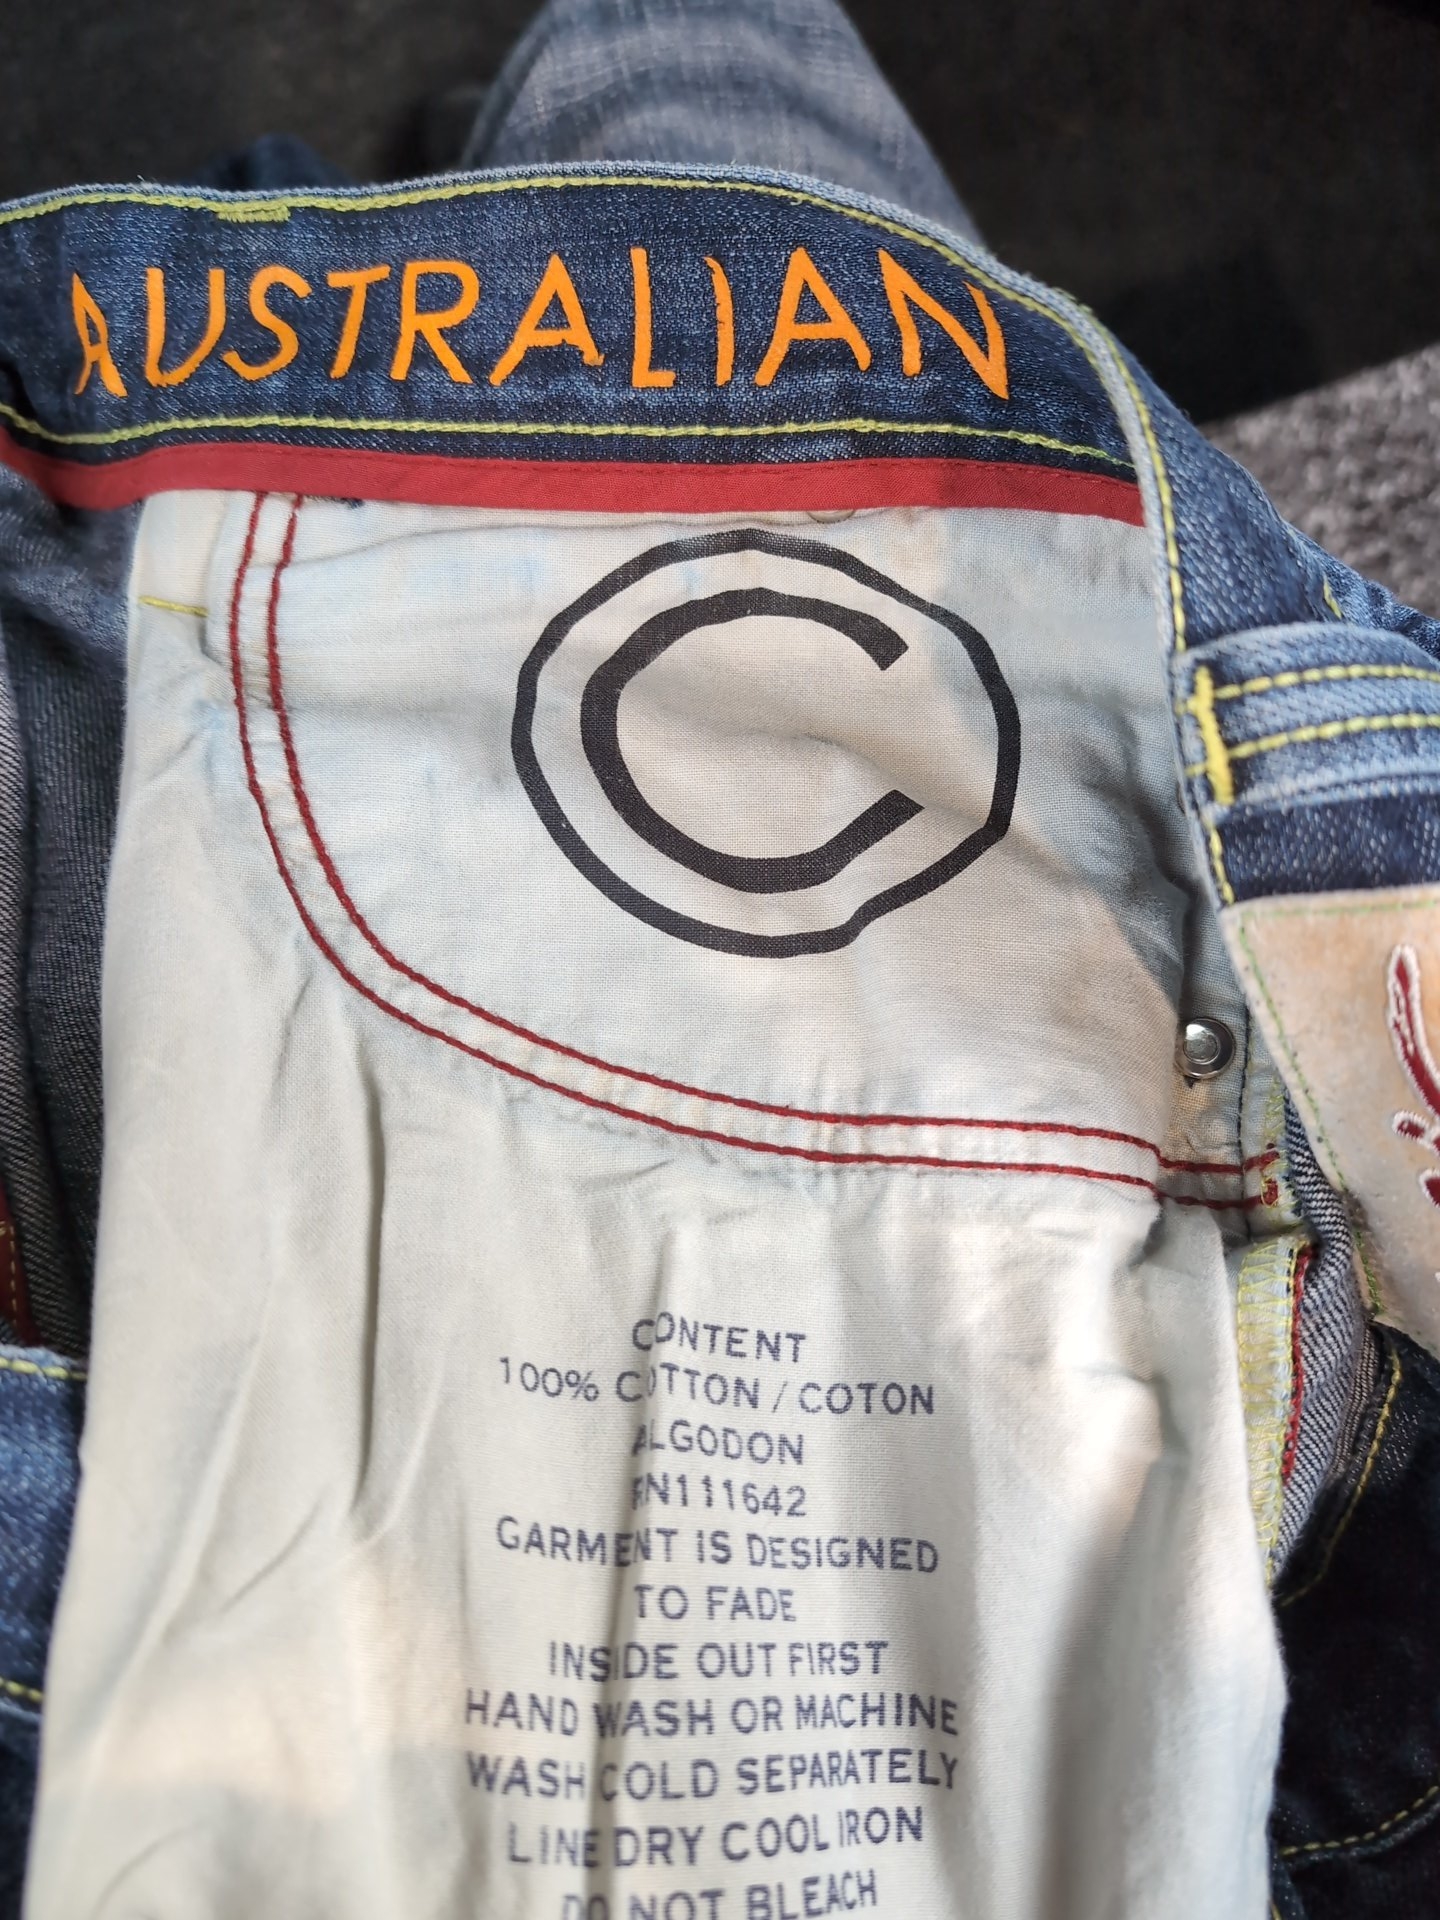 AUSTRALIAN
C
CONTENT
100% COTTON / COTON
ALGODON
RN111642
GARMENT IS DESIGNED
TO FADE
INSIDE OUT FIRST
HAND WASH OR MACHINE
WASH COLD SEPARATELY
LINE DRY COOL IRON
DO NOT BLEACH